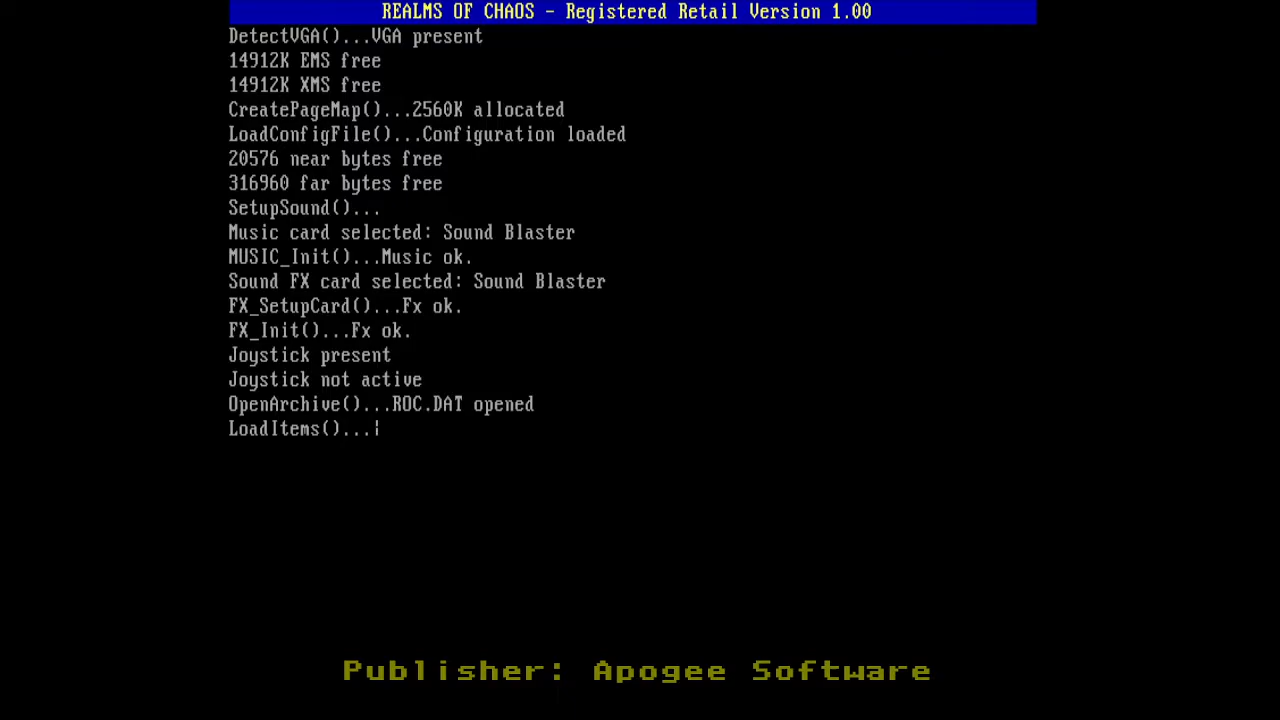 REALMS OF CHAOS - Registered Retail Version 1.00
DetectVGA()...VGA present
14912K EMS free
14912K XMS free
CreatePageMap()...2560K allocated
LoadConfigFile()...Configuration loaded
20576 near bytes free
316960 far bytes free
SetupSound()...
Music card selected: Sound Blaster
MUSIC_Init()...Music ok.
Sound FX card selected: Sound Blaster
FX_SetupCard()...Fx ok.
FX_Init()...Fx ok.
Joystick present
Joystick not active
OpenArchive()...ROC.DAT opened
LoadItems()...|
Publisher: Apogee Software